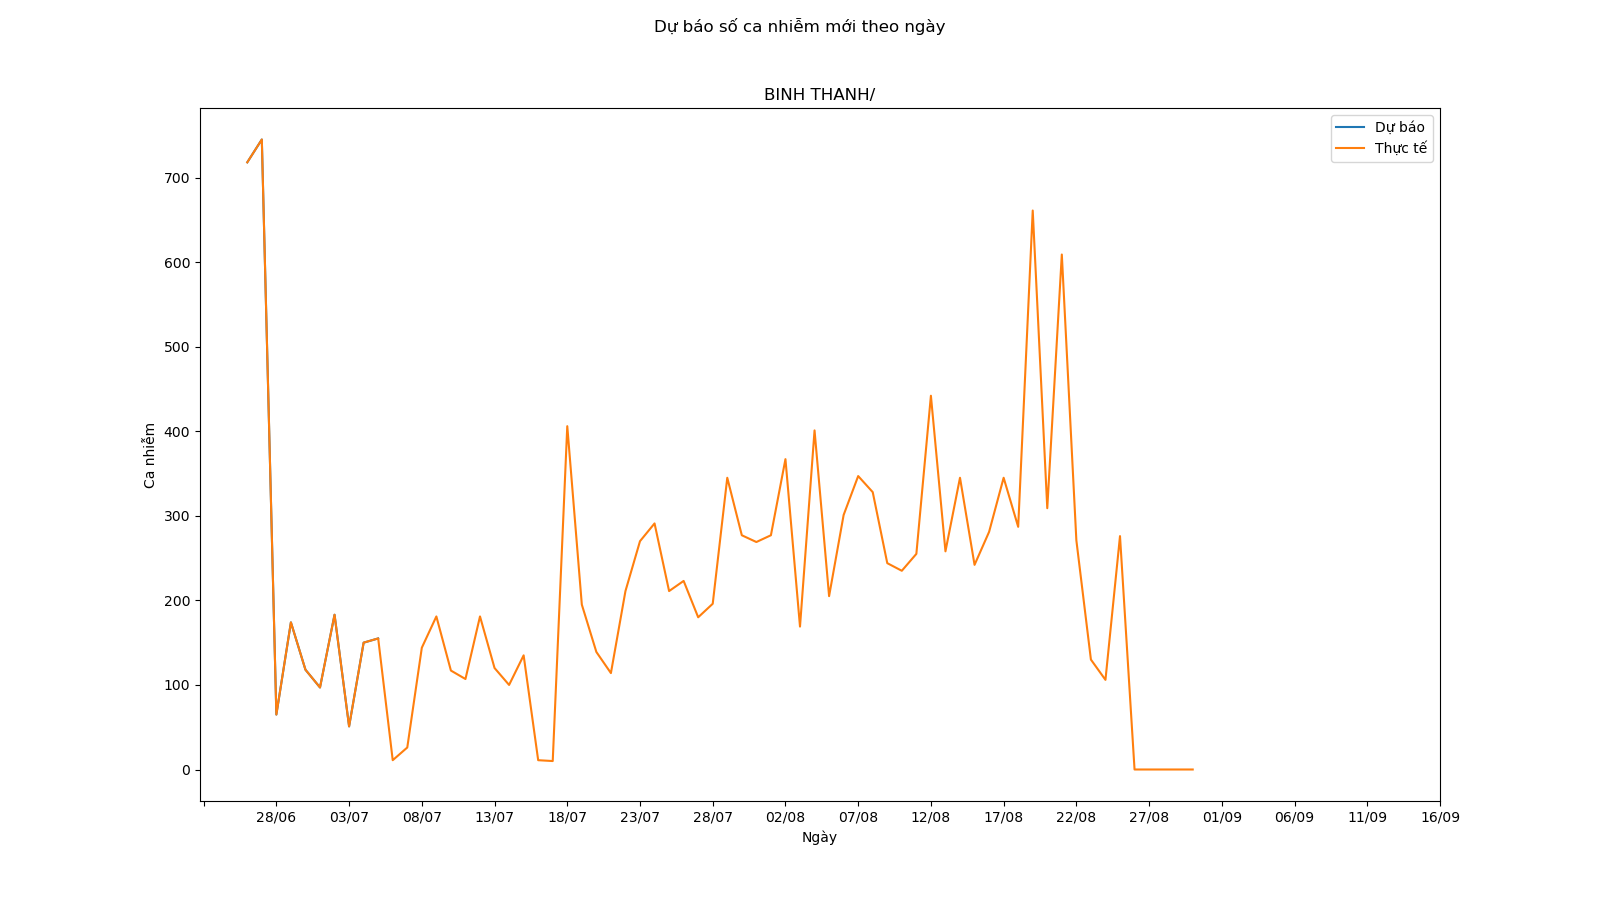 Dự báo số ca nhiễm mới theo ngày
BINH THANH/
Dự báo
Thực tế
700
600
500
400
300
200
100
0
Ca nhiễm
28/06 03/07 08/07 13/07 18/07 23/07 28/07 02/08 07/08 12/08 17/08 22/08 27/08 01/09 06/09 11/09 16/09
Ngày